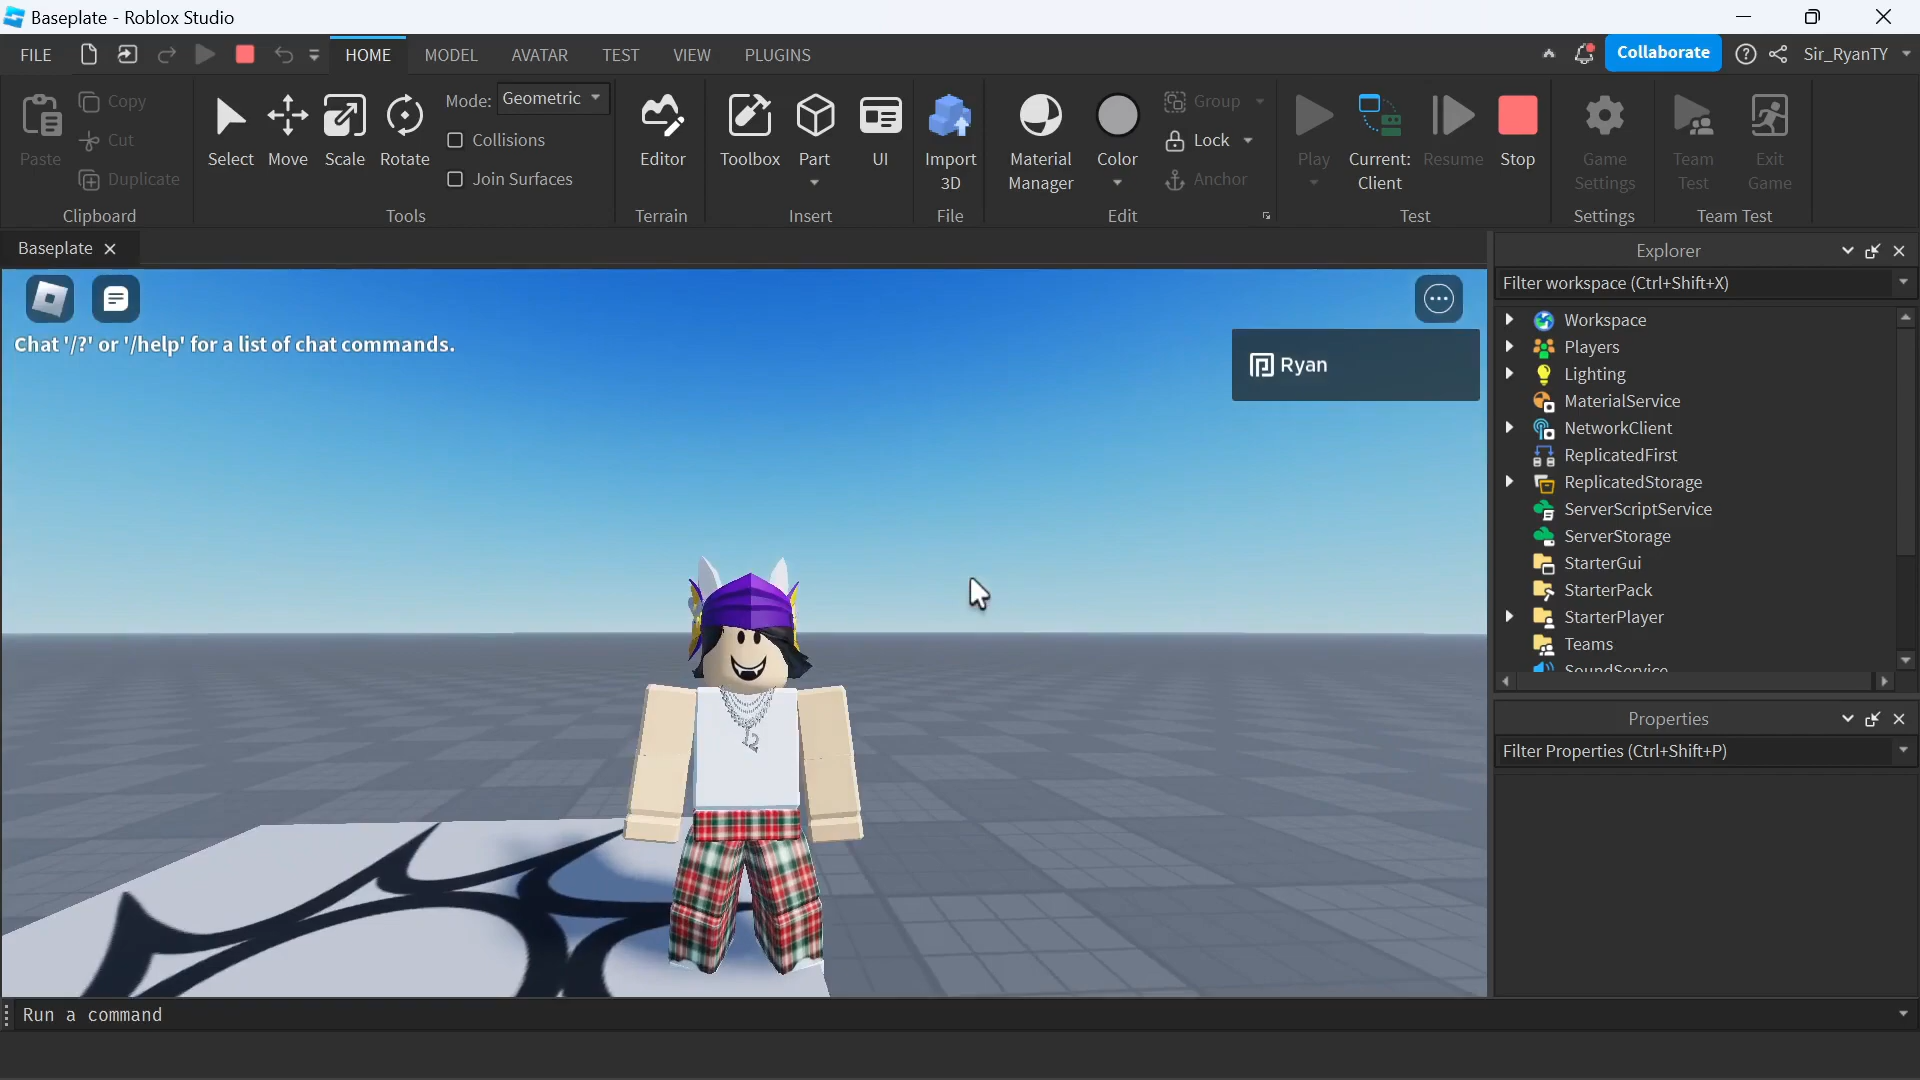 Baseplate - Roblox Studio
FILE
HOME
MODEL
AVATAR
TEST
VIEW
PLUGINS
Collaborate
Sir_RyanTY
Paste
Copy
Cut
Duplicate
Clipboard
Select
Move
Scale
Rotate
Mode: Geometric
Collisions
Join Surfaces
Tools
Editor
Terrain
Toolbox
Part
UI
Insert
Import
3D
File
Material
Manager
Color
Group
Lock
Anchor
Edit
Play
Current:
Client
Resume
Stop
Test
Game
Settings
Settings
Team
Test
Exit
Game
Team Test
Baseplate
Chat '/?' or '/help' for a list of chat commands.
Ryan
12
Explorer
Filter workspace (Ctrl+Shift+X)
Workspace
Players
Lighting
MaterialService
NetworkClient
ReplicatedFirst
ReplicatedStorage
ServerScriptService
ServerStorage
StarterGui
StarterPack
StarterPlayer
Teams
SoundService
Properties
Filter Properties (Ctrl+Shift+P)
Run a command